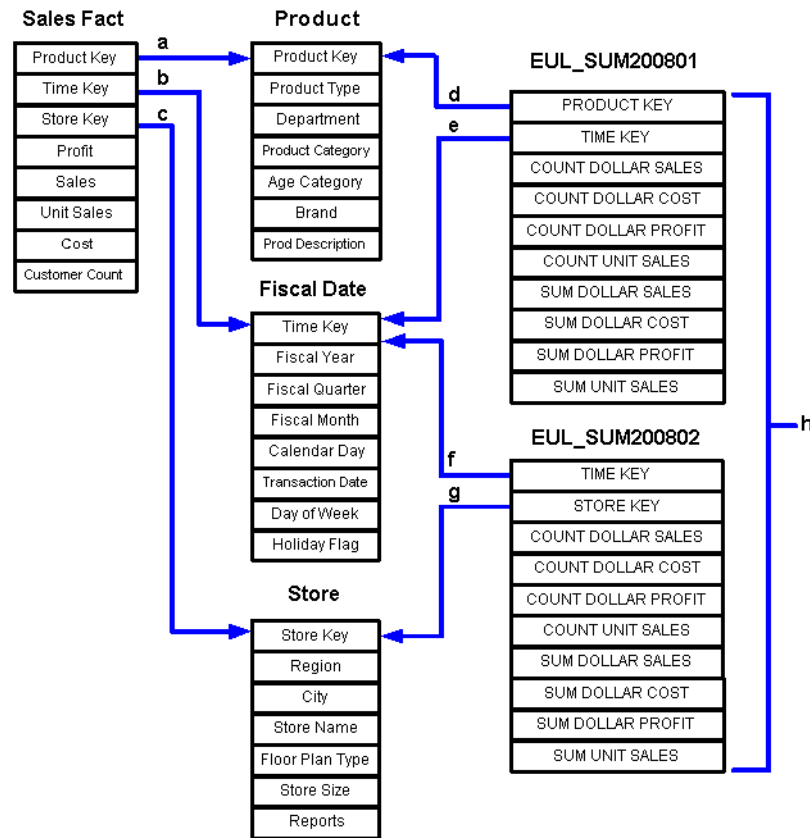 Sales Fact
Product Key
Time Key
Store Key
Profit
Sales
Unit Sales
Cost
Customer Count
a
b
c
Product
Product Key
Product Type
Department
Product Category
Age Category
Brand
Prod Description
Fiscal Date
Time Key
Fiscal Year
Fiscal Quarter
Fiscal Month
Calendar Day
Transaction Date
Day of Week
Holiday Flag
Store
Store Key
Region
City
Store Name
Floor Plan Type
Store Size
Reports
d
e
f
g
EUL_SUM200801
PRODUCT KEY
TIME KEY
COUNT DOLLAR SALES
COUNT DOLLAR COST
COUNT DOLLAR PROFIT
COUNT UNIT SALES
SUM DOLLAR SALES
SUM DOLLAR COST
SUM DOLLAR PROFIT
SUM UNIT SALES
EUL_SUM200802
TIME KEY
STORE KEY
COUNT DOLLAR SALES
COUNT DOLLAR COST
COUNT DOLLAR PROFIT
COUNT UNIT SALES
SUM DOLLAR SALES
SUM DOLLAR COST
SUM DOLLAR PROFIT
SUM UNIT SALES
h